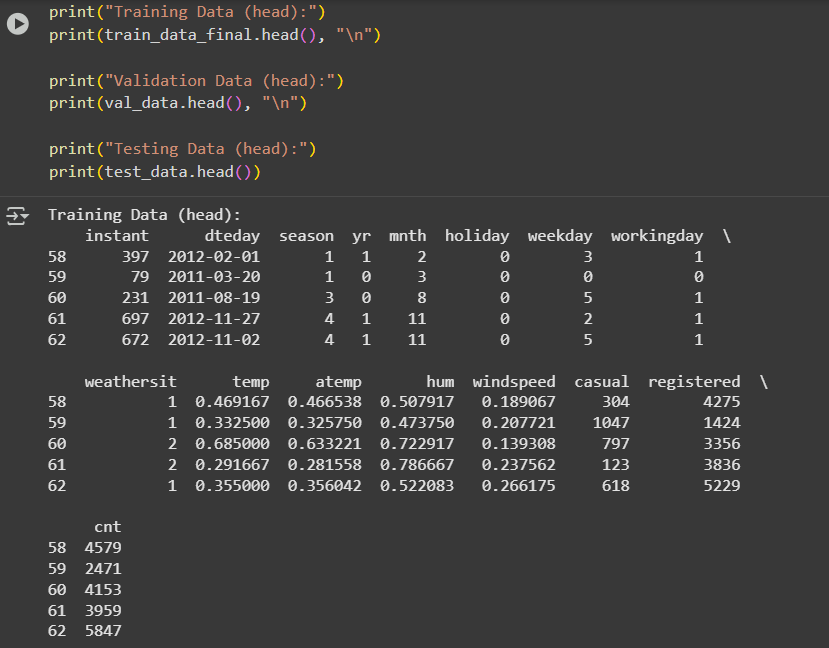 print("Training Data (head):")
print(train_data_final.head(), "\n")
print("Validation Data (head):")
print(val_data.head(), "\n")
print("Testing Data (head):")
print(test_data.head())
Training Data (head):
    instant      dteday  season  yr  mnth  holiday  weekday  workingday  \
58      397  2012-02-01       1   1     2        0        3           1
59       79  2011-03-20       1   0     3        0        0           0
60      231  2011-08-19       3   0     8        0        5           1
61      697  2012-11-27       4   1    11        0        2           1
62      672  2012-11-02       4   1    11        0        5           1
    weathersit      temp     atemp       hum  windspeed  casual  registered  \
58           1  0.469167  0.466538  0.507917   0.189067     304        4275
59           1  0.332500  0.325750  0.473750   0.207721    1047        1424
60           2  0.685000  0.633221  0.722917   0.139308     797        3356
61           2  0.291667  0.281558  0.786667   0.237562     123        3836
62           1  0.355000  0.356042  0.522083   0.266175     618        5229
     cnt
58  4579
59  2471
60  4153
61  3959
62  5847